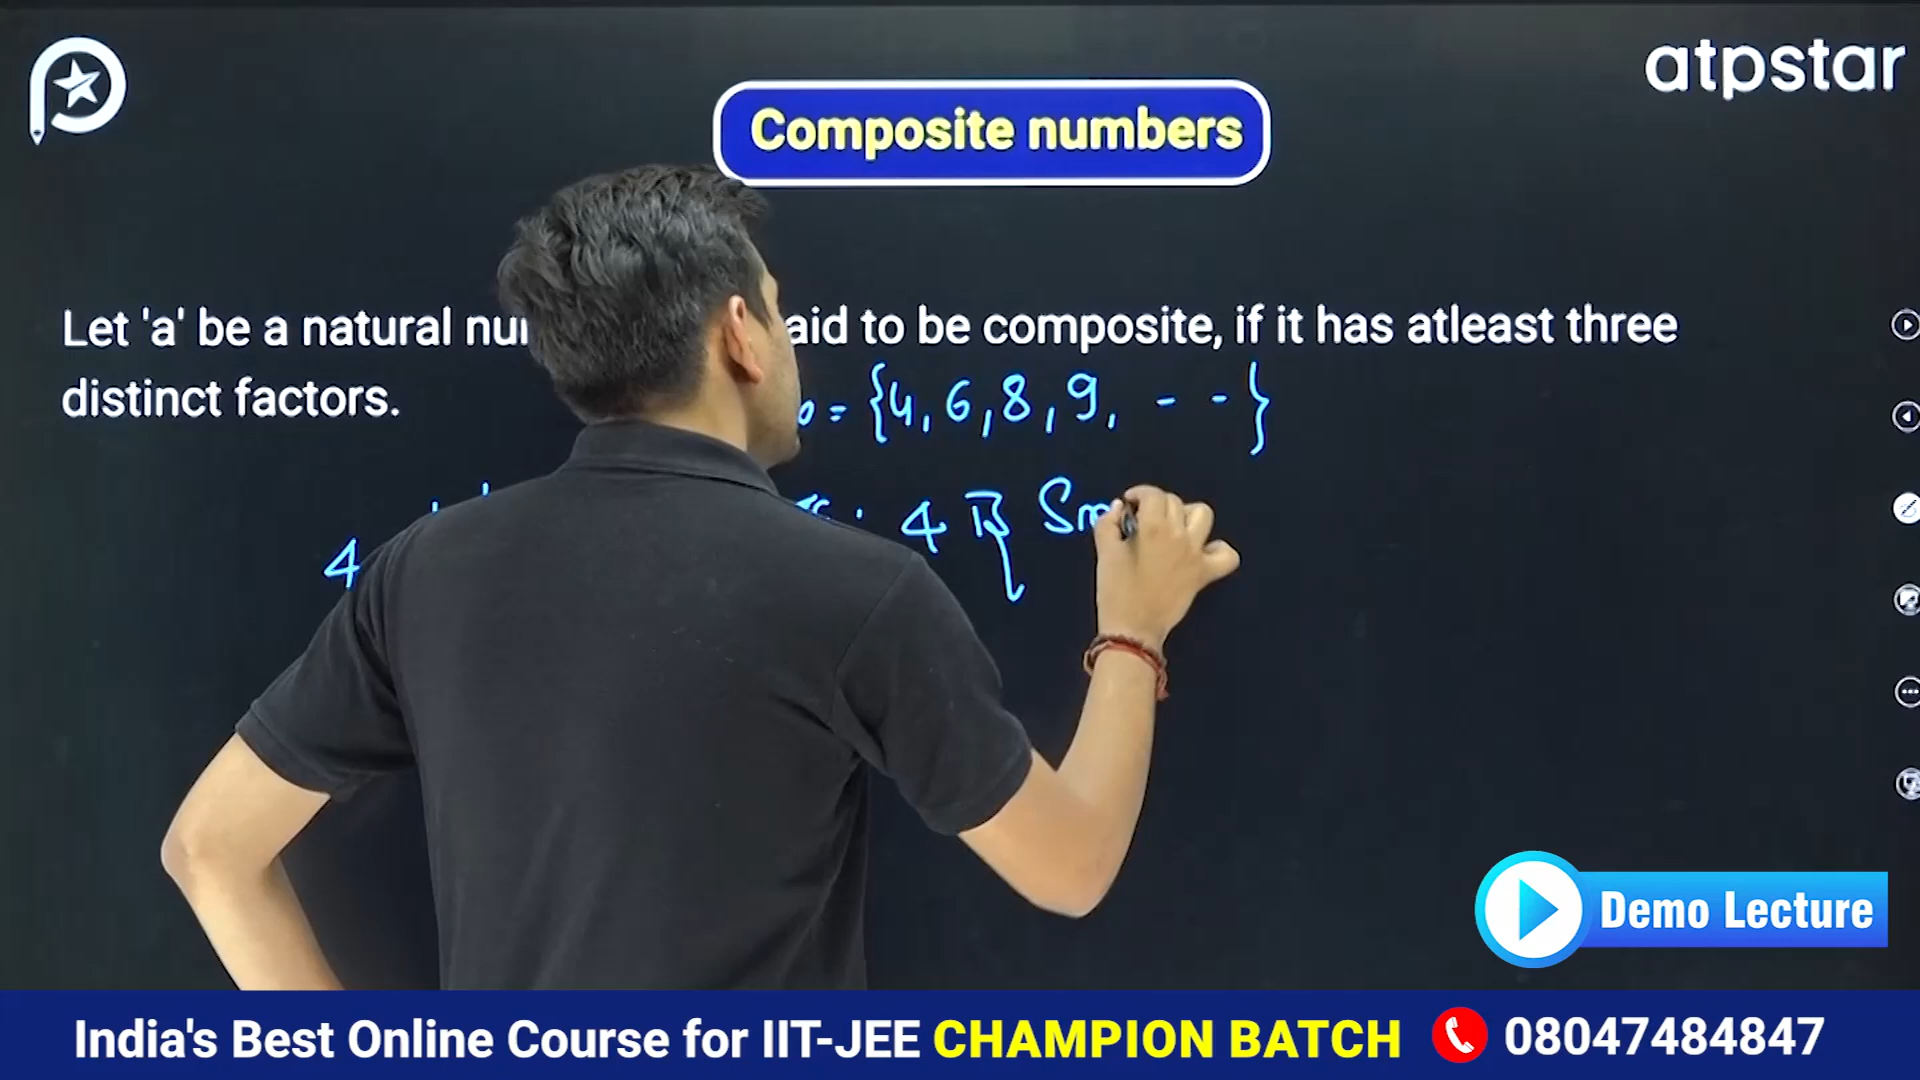 atpstar
Composite numbers
Let 'a' be a natural aid to be composite, if it has atleast three
distinct factors.
= {4, 6, 8, 9, - - }
4 is
4
Demo Lecture
India's Best Online Course for IIT-JEE CHAMPION BATCH 08047484847